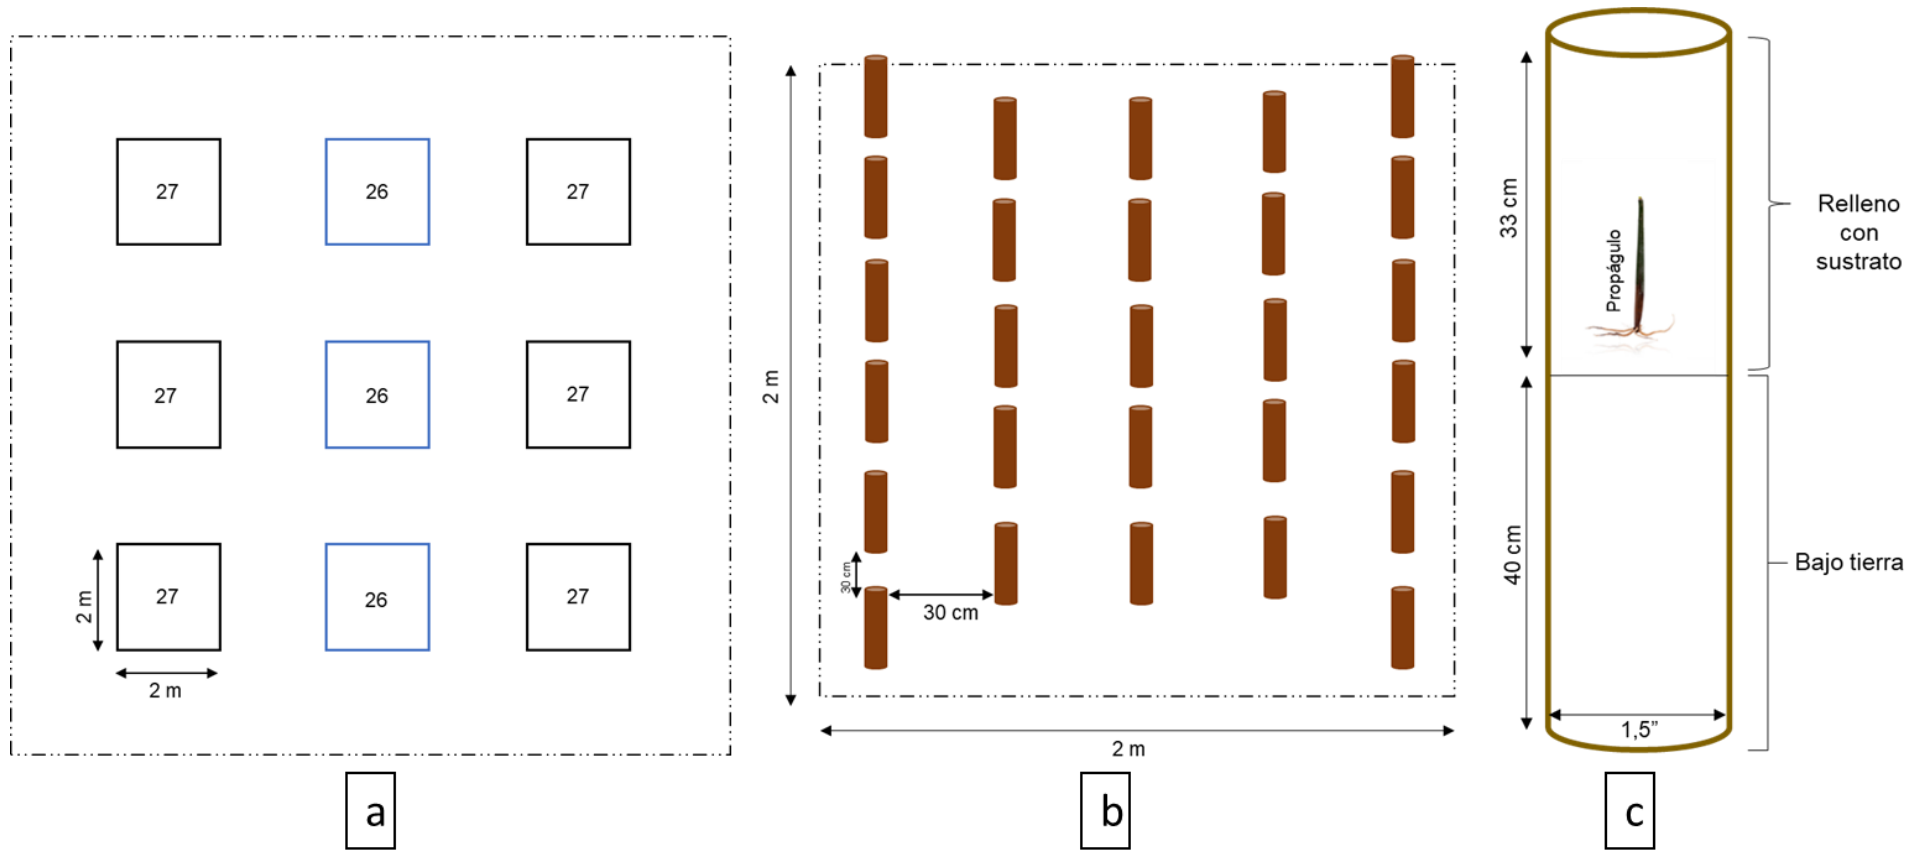 27
26
27
27
26
27
27
26
27
2 m
2 m
a
2 m
30 cm
30 cm
2 m
b
33 cm
Propágulo
Relleno
con
sustrato
40 cm
Bajo tierra
1,5”
c